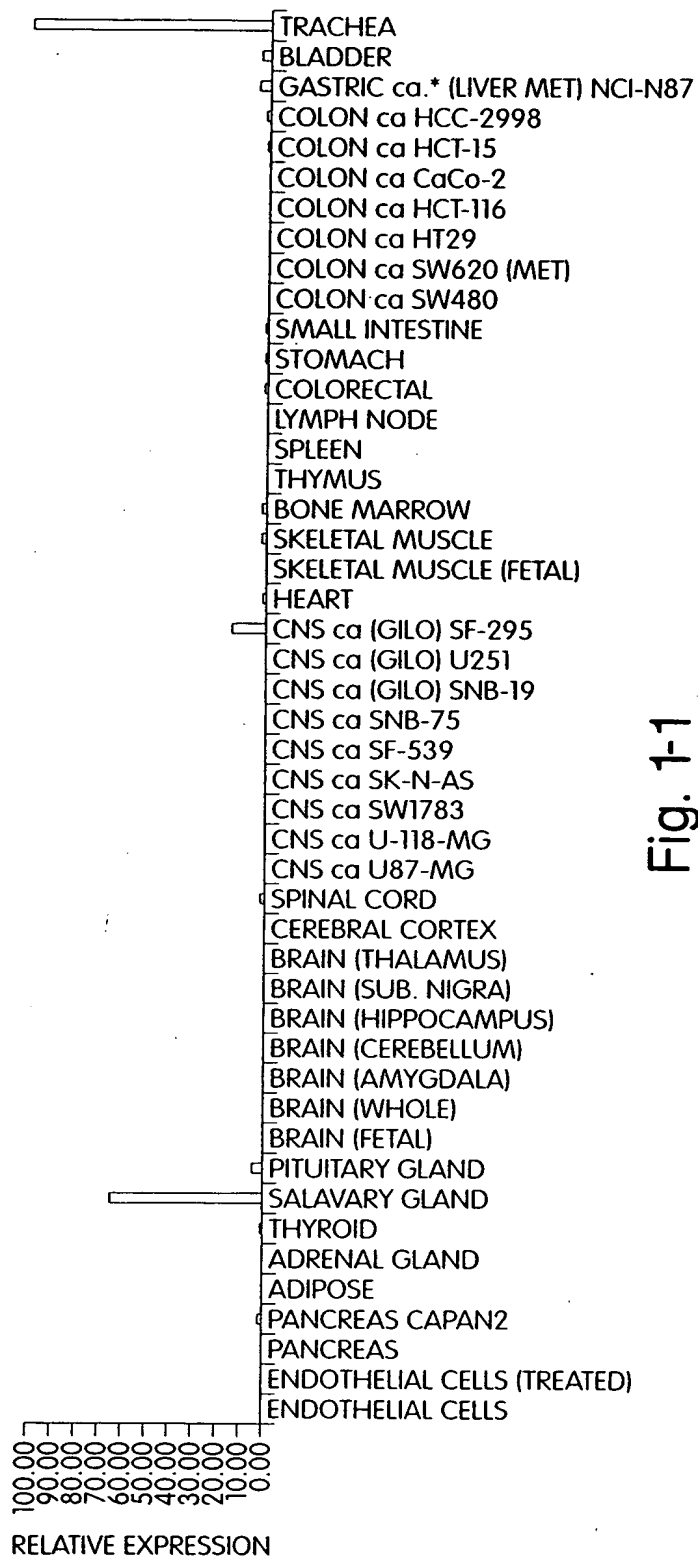 TRACHEA
BLADDER
GASTRIC ca.* (LIVER MET) NCI-N87
COLON ca HCC-2998
COLON ca HCT-15
COLON ca CaCo-2
COLON ca HCT-116
COLON ca HT29
COLON ca SW620 (MET)
COLON ca SW480
SMALL INTESTINE
STOMACH
COLORECTAL
LYMPH NODE
SPLEEN
THYMUS
BONE MARROW
SKELETAL MUSCLE
SKELETAL MUSCLE (FETAL)
HEART
CNS ca (GILO) SF-295
CNS ca (GILO) U251
CNS ca (GILO) SNB-19
CNS ca SNB-75
CNS ca SF-539
CNS ca SK-N-AS
CNS ca SW1783
CNS ca U-118-MG
CNS ca U87-MG
SPINAL CORD
CEREBRAL CORTEX
BRAIN (THALAMUS)
BRAIN (SUB. NIGRA)
BRAIN (HIPPOCAMPUS)
BRAIN (CEREBELLUM)
BRAIN (AMYGDALA)
BRAIN (WHOLE)
BRAIN (FETAL)
PITUITARY GLAND
SALAVARY GLAND
THYROID
ADRENAL GLAND
ADIPOSE
PANCREAS CAPAN2
PANCREAS
ENDOTHELIAL CELLS (TREATED)
ENDOTHELIAL CELLS
100.00
90.00
80.00
70.00
60.00
50.00
40.00
30.00
20.00
10.00
0.00
RELATIVE EXPRESSION
Fig. 1-1